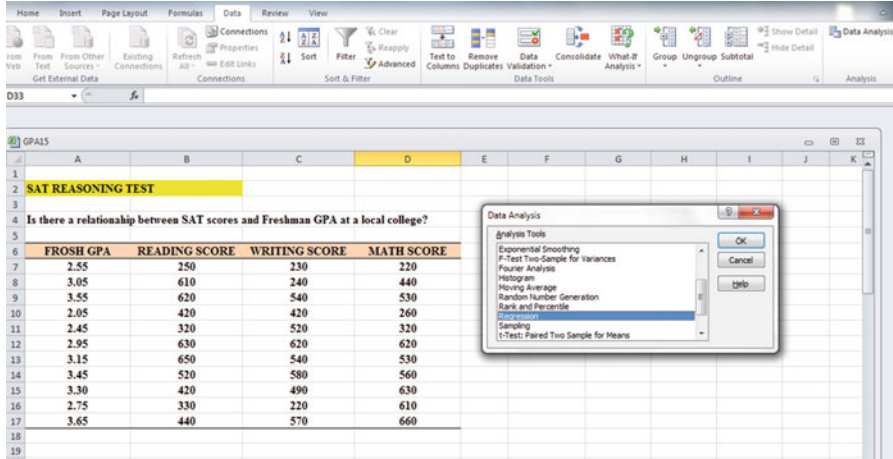 Home Insert Page Layout Formulas Data Review View
Connections Clear Show Detail Data Analysis
Properties Reapply Hide Detail
From Web From Text From Other Sources Existing Connections Refresh All Edit Links Sort Filter Advanced Text to Columns Remove Duplicates Data Validation Consolidate What-If Analysis Group Ungroup Subtotal
Get External Data Connections Sort & Filter Data Tools Outline Analysis
D33 fx
GPA15
A B C D E F G H I J K
1
2 SAT REASONING TEST
3
4 Is there a relationahip between SAT scores and Freshman GPA at a local college?
5
6 FROSH GPA READING SCORE WRITING SCORE MATH SCORE
7 2.55 250 230 220
8 3.05 610 240 440
9 3.55 620 540 530
10 2.05 420 420 260
11 2.45 320 520 320
12 2.95 630 620 620
13 3.15 650 540 530
14 3.45 520 580 560
15 3.30 420 490 630
16 2.75 330 220 610
17 3.65 440 570 660
18
19
Data Analysis
Analysis Tools
Exponential Smoothing
F-Test Two-Sample for Variances
Fourier Analysis
Histogram
Moving Average
Random Number Generation
Rank and Percentile
Regression
Sampling
t-Test: Paired Two Sample for Means
OK
Cancel
Help